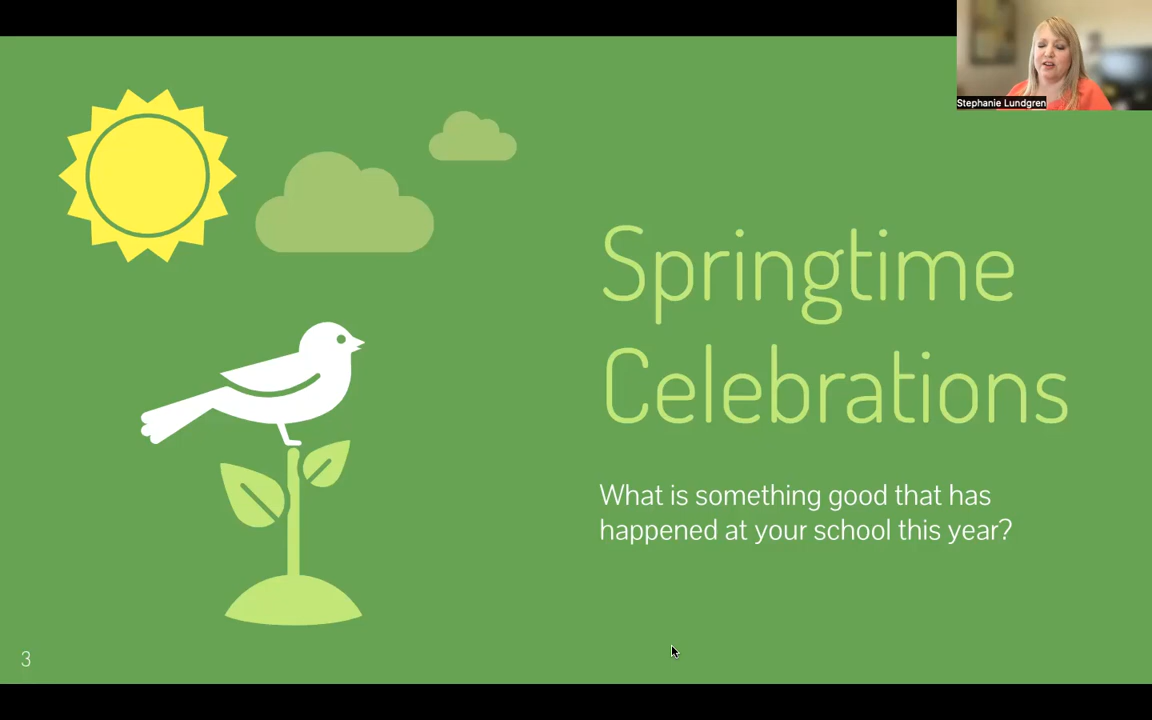 Stephanie Lundgren
Springtime
Celebrations
What is something good that has
happened at your school this year?
3